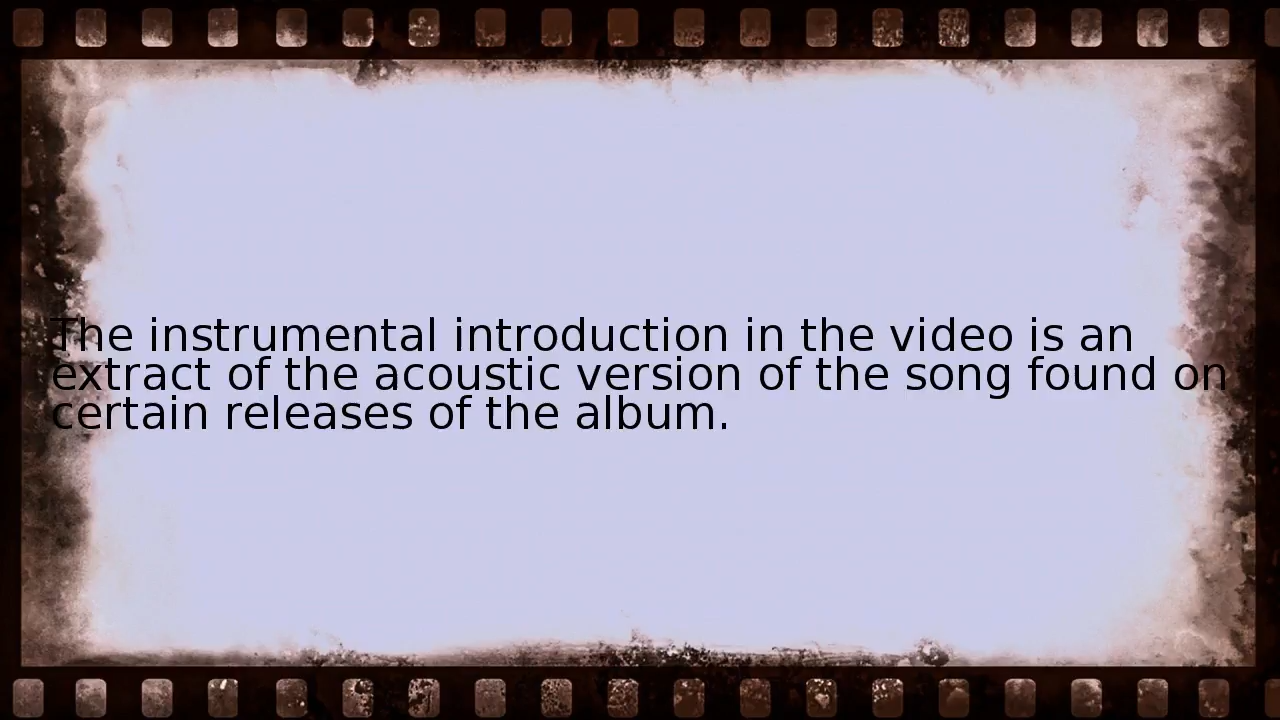 The instrumental introduction in the video is an
extract of the acoustic version of the song found on
certain releases of the album.